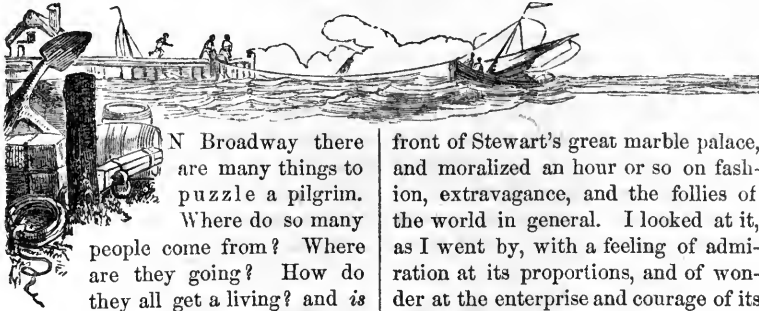 N Broadway there
are many things to
puzzle a pilgrim.
Where do so many
people come from? Where
are they going? How do
they all get a living? and is
front of Stewart's great marble palace,
and moralized an hour or so on fash-
ion, extravagance, and the follies of
the world in general. I looked at it,
as I went by, with a feeling of admi-
ration at its proportions, and of won-
der at the enterprise and courage of its